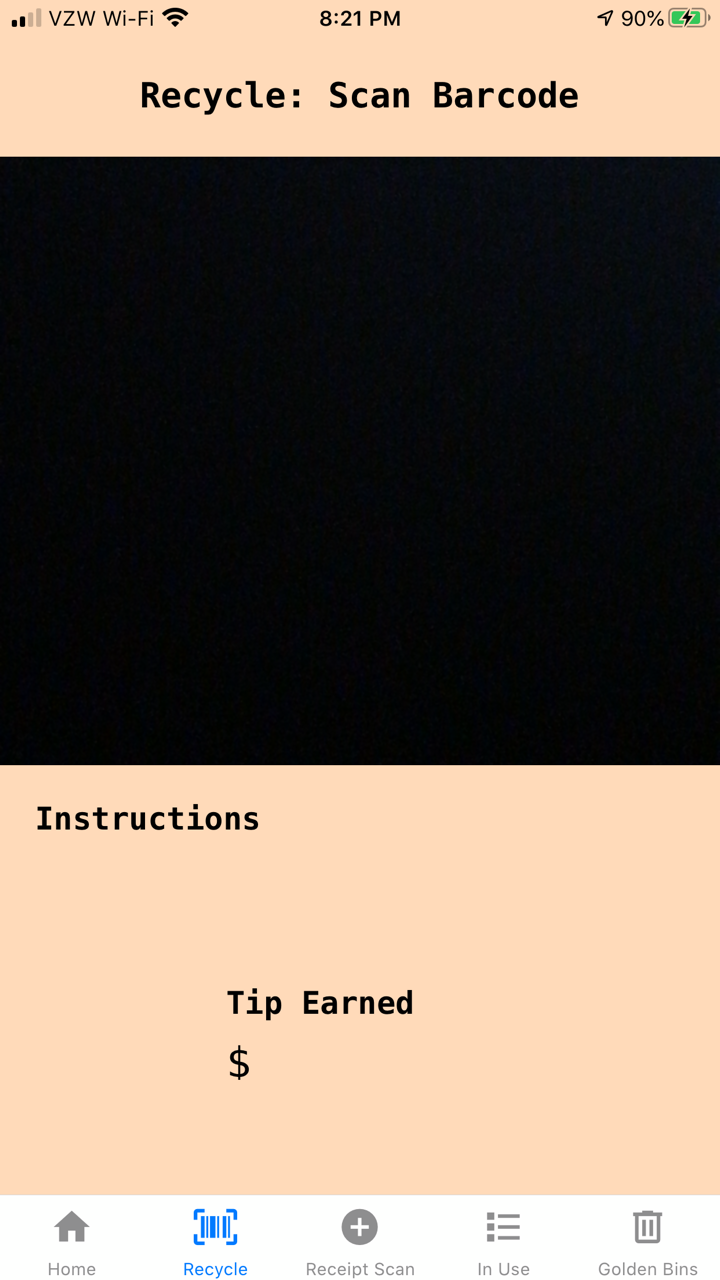 VZW Wi-Fi 8:21 PM 90%
Recycle: Scan Barcode
Instructions
Tip Earned
$
Home Recycle Receipt Scan In Use Golden Bins